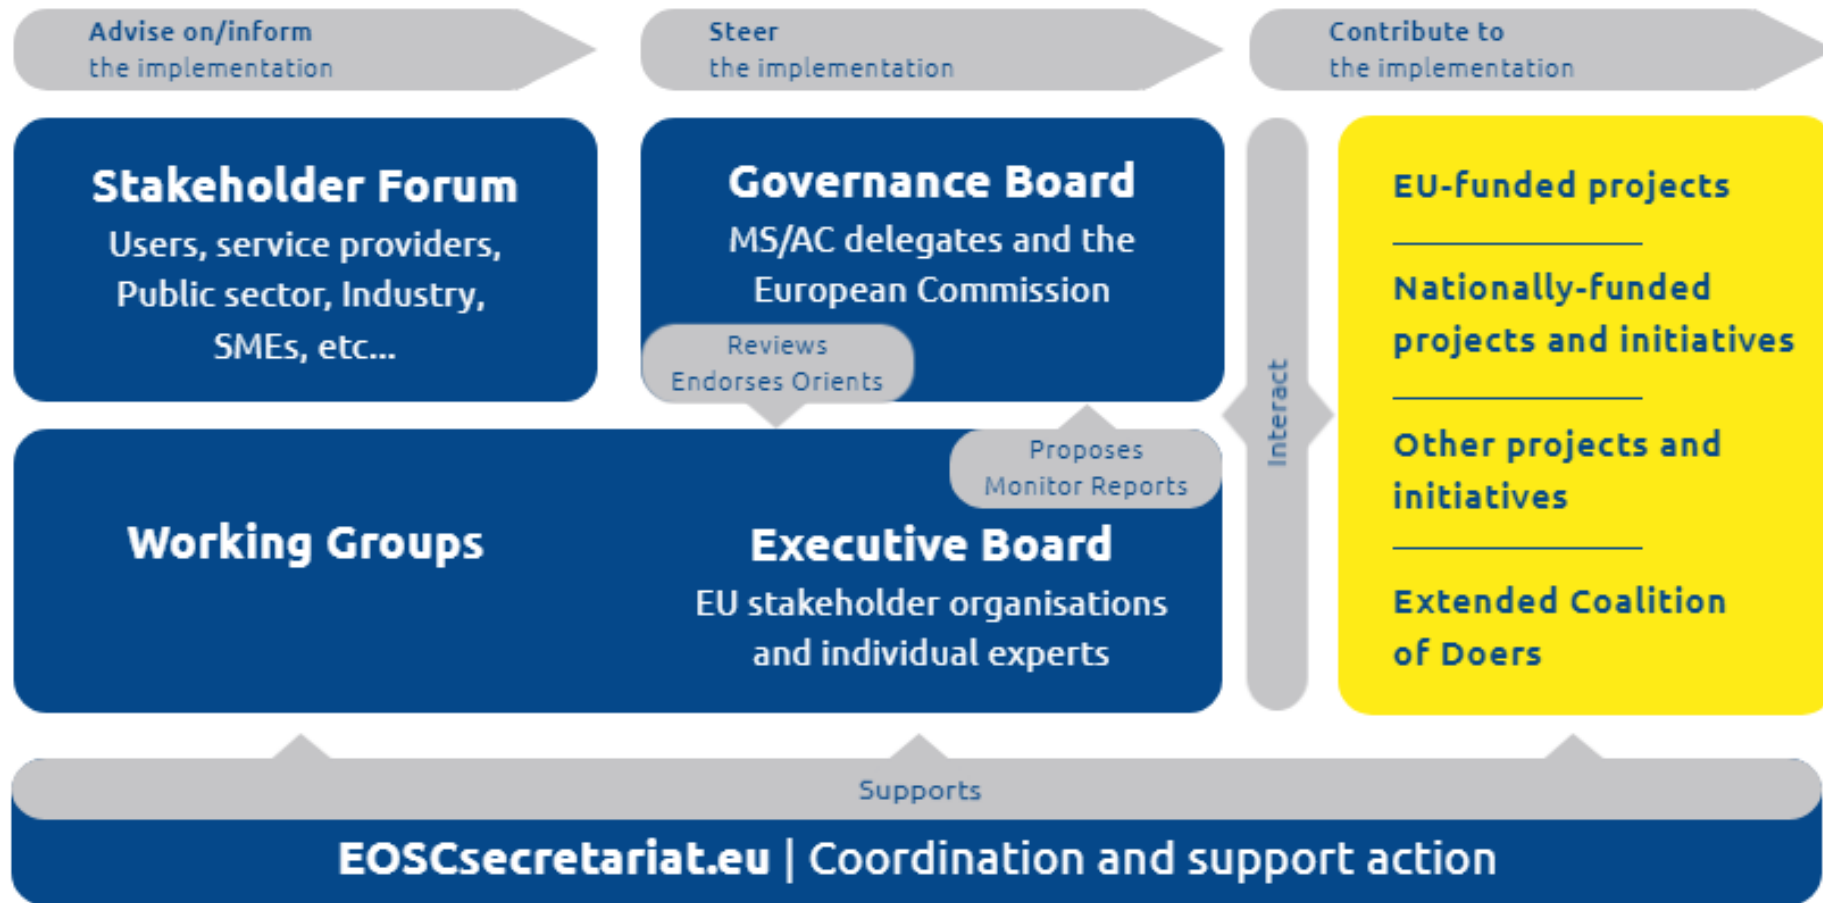 Advise on/inform
the implementation
Steer
the implementation
Contribute to
the implementation
Stakeholder Forum
Users, service providers,
Public sector, Industry,
SMEs, etc...
Governance Board
MS/AC delegates and the
European Commission
Reviews
Endorses Orients
Proposes
Monitor Reports
Working Groups
Executive Board
EU stakeholder organisations
and individual experts
Interact
EU-funded projects
Nationally-funded
projects and initiatives
Other projects and
initiatives
Extended Coalition
of Doers
Supports
EOSCsecretariat.eu | Coordination and support action